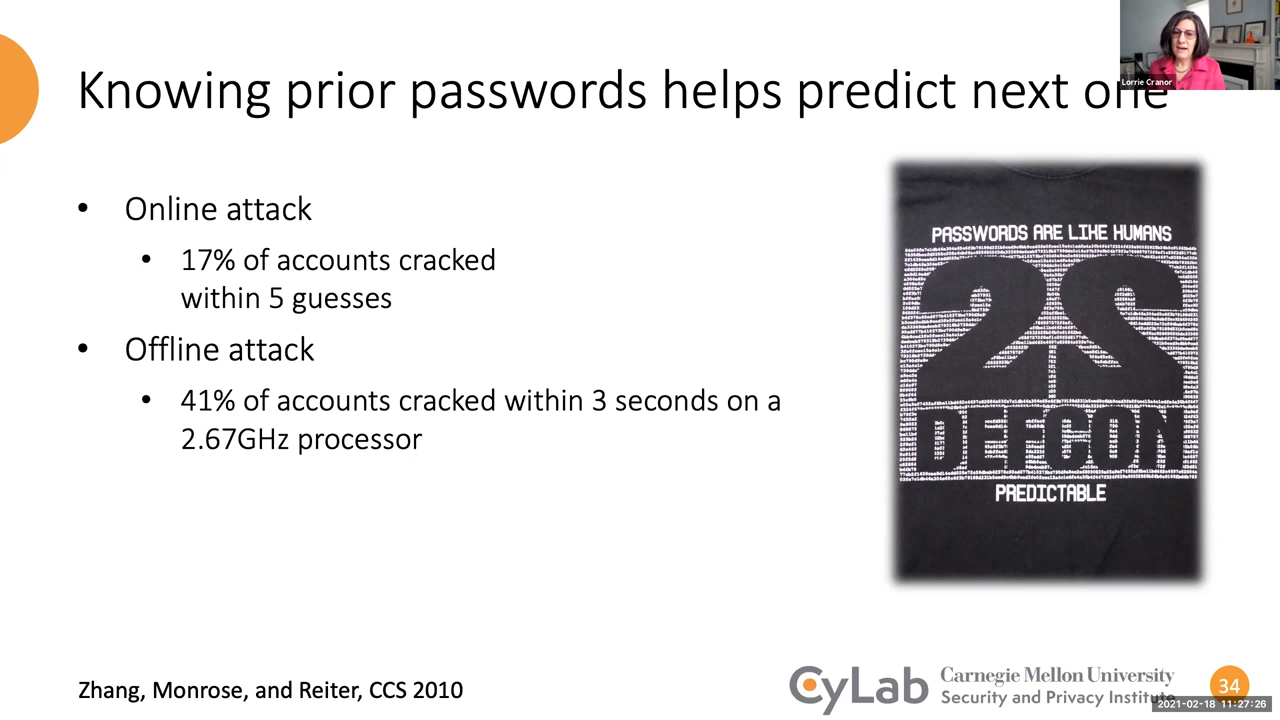 Lorrie Cranor
Knowing prior passwords helps predict next one
• Online attack
• 17% of accounts cracked
within 5 guesses
• Offline attack
• 41% of accounts cracked within 3 seconds on a
2.67GHz processor
PASSWORDS ARE LIKE HUMANS
22
DEFCON
PREDICTABLE
Zhang, Monrose, and Reiter, CCS 2010
CyLab
Carnegie Mellon University
Security and Privacy Institute
34
2021-02-18 11:27:26